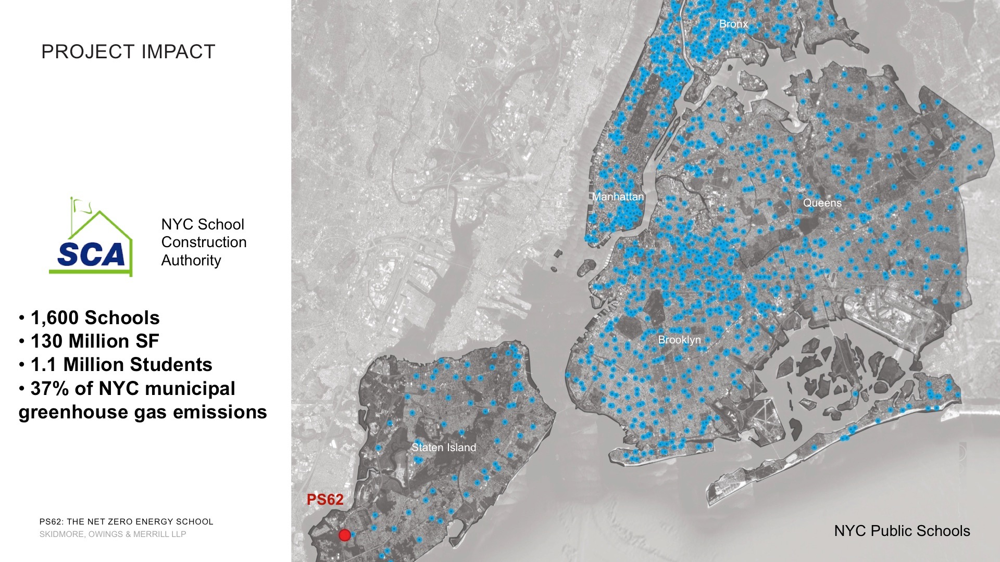 PROJECT IMPACT
SCA
NYC School
Construction
Authority
• 1,600 Schools
• 130 Million SF
• 1.1 Million Students
• 37% of NYC municipal
greenhouse gas emissions
PS62: THE NET ZERO ENERGY SCHOOL
SKIDMORE, OWINGS & MERRILL LLP
Bronx
Manhattan
Queens
Brooklyn
Staten Island
PS62
NYC Public Schools